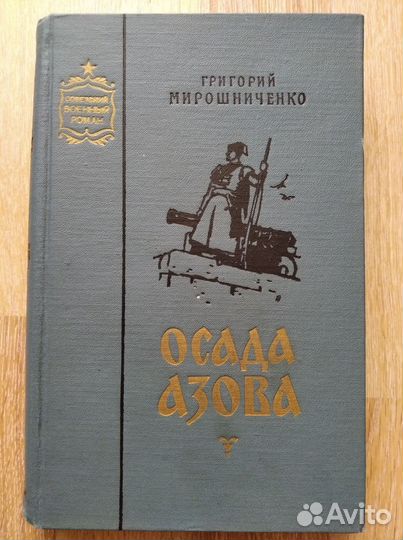 СОВЕТСКИЙ
ВОЕННЫЙ
РОМАН
ГРИГОРИЙ
МИРОШНИЧЕНКО
ОСАДА
АЗОВА
Avito